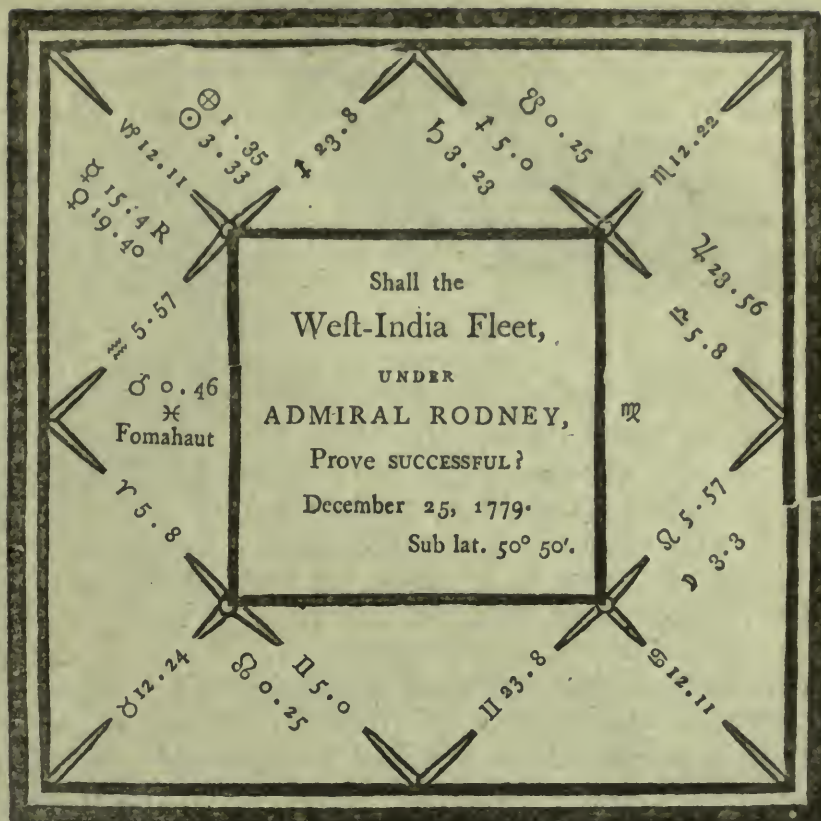 ♐ 23.8
⊕ 1.35
☉ 3.33
♑ 12.11
☿ 15.4 R
♀ 19.40
♒ 5.57
♂ 0.46
♓
Fomahaut
♈ 5.8
♉ 12.24
☊ 0.25
♊ 5.0
♊ 23.8
♋ 12.11
☽ 3.3
♌ 5.57
♍
♎ 5.8
♃ 23.56
♏ 12.22
☋ 0.25
♐ 5.0
♄ 3.23
Shall the
Weſt-India Fleet,
UNDER
ADMIRAL RODNEY,
Prove SUCCESSFUL?
December 25, 1779.
Sub lat. 50° 50′.